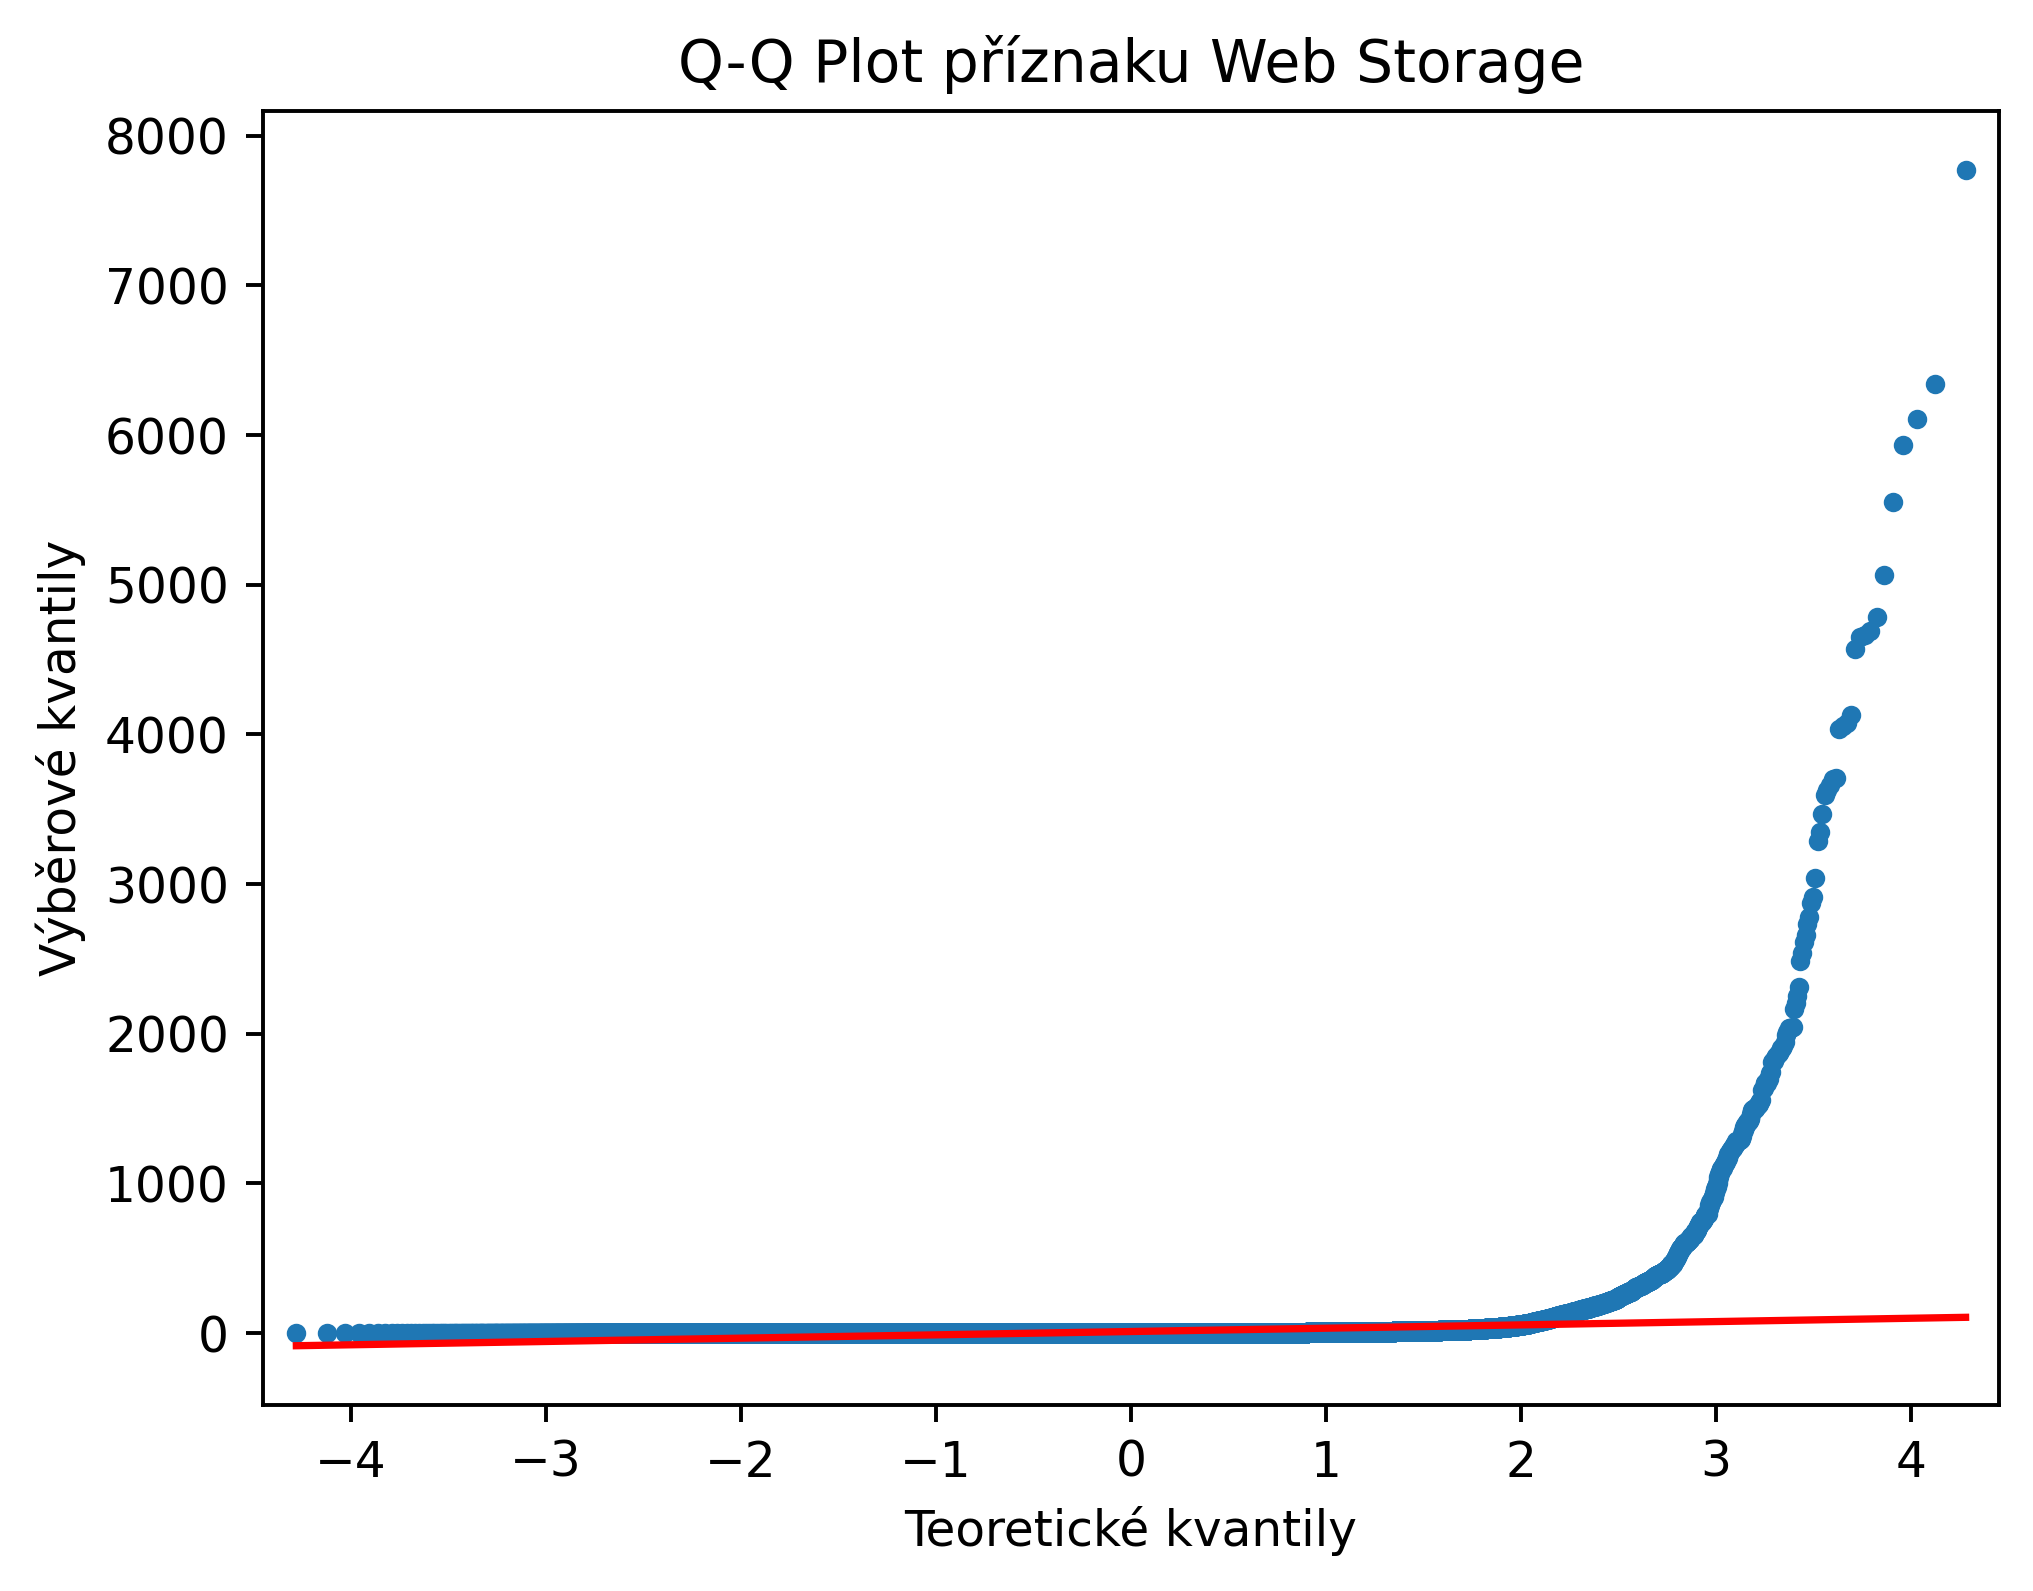 Q-Q Plot příznaku Web Storage
8000
7000
6000
5000
4000
3000
2000
1000
0
Výběrové kvantily
−4 −3 −2 −1 0 1 2 3 4
Teoretické kvantily